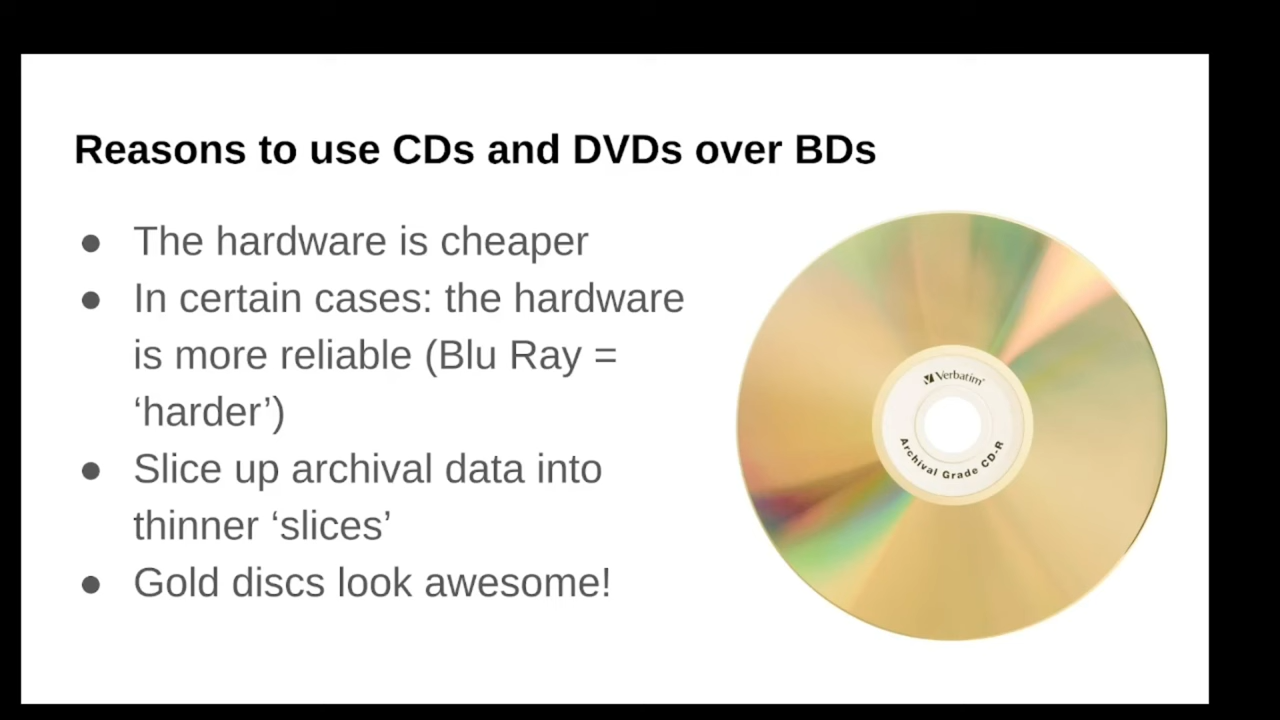 Reasons to use CDs and DVDs over BDs
● The hardware is cheaper
● In certain cases: the hardware
is more reliable (Blu Ray =
‘harder’)
● Slice up archival data into
thinner ‘slices’
● Gold discs look awesome!
Verbatim
Archival Grade CD-R